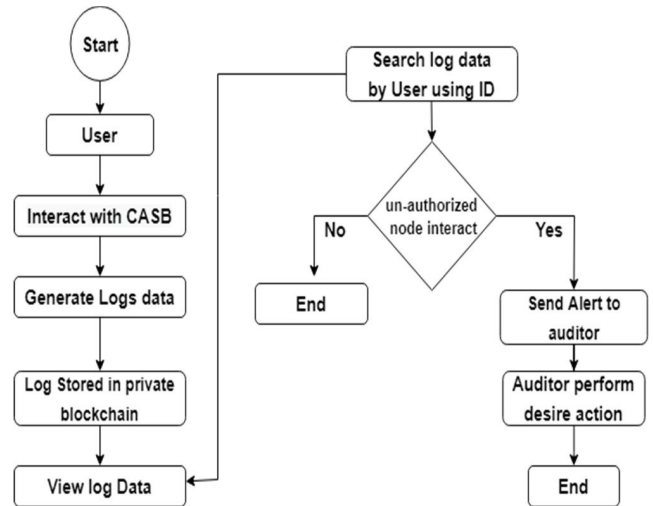 Start
User
Interact with CASB
Generate Logs data
Log Stored in private
blockchain
View log Data
Search log data
by User using ID
un-authorized
node interact
No
Yes
End
Send Alert to
auditor
Auditor perform
desire action
End